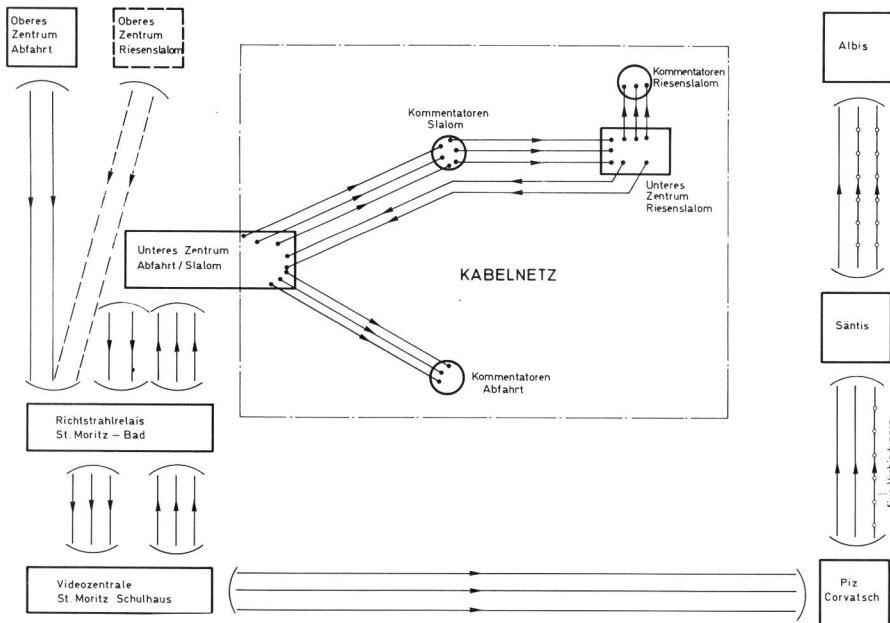 Oberes
Zentrum
Abfahrt
Oberes
Zentrum
Riesenslalom
Albis
Kommentatoren
Riesenslalom
Kommentatoren
Slalom
Unteres
Zentrum
Riesenslalom
Unteres Zentrum
Abfahrt / Slalom
KABELNETZ
Säntis
Kommentatoren
Abfahrt
Richtstrahlrelais
St. Moritz – Bad
Videozentrale
St. Moritz Schulhaus
Piz
Corvatsch